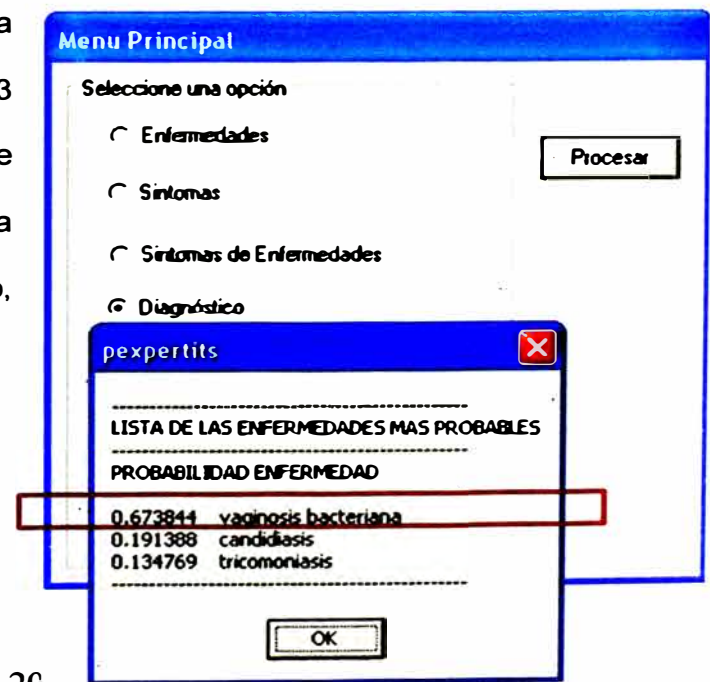 a
Menu Principal
3
Seleccione una opción
Enfermedades
e
Procesar
Sintomas
a
Sintomas de Enfermedades
o,
Diagnóstico
pexpertits
LISTA DE LAS ENFERMEDADES MAS PROBABLES
PROBABILIDAD ENFERMEDAD
0.673844 vaginosis bacteriana
0.191388 candidiasis
0.134769 tricomoniasis
OK